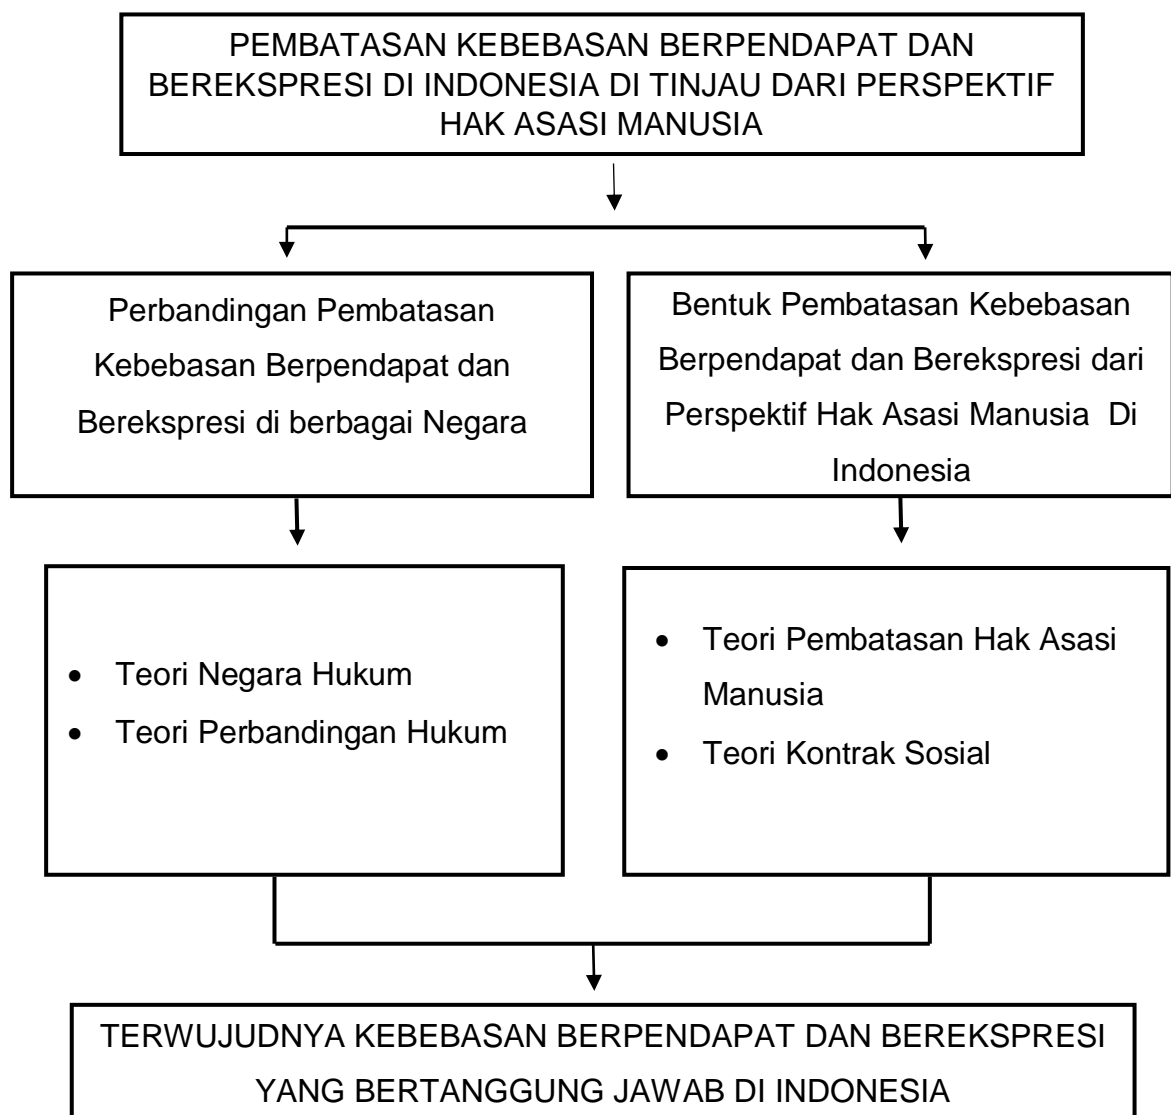 PEMBATASAN KEBEBASAN BERPENDAPAT DAN
BEREKSPRESI DI INDONESIA DI TINJAU DARI PERSPEKTIF
HAK ASASI MANUSIA
Perbandingan Pembatasan
Kebebasan Berpendapat dan
Berekspresi di berbagai Negara
Bentuk Pembatasan Kebebasan
Berpendapat dan Berekspresi dari
Perspektif Hak Asasi Manusia Di
Indonesia
• Teori Negara Hukum
• Teori Perbandingan Hukum
• Teori Pembatasan Hak Asasi
Manusia
• Teori Kontrak Sosial
TERWUJUDNYA KEBEBASAN BERPENDAPAT DAN BEREKSPRESI
YANG BERTANGGUNG JAWAB DI INDONESIA